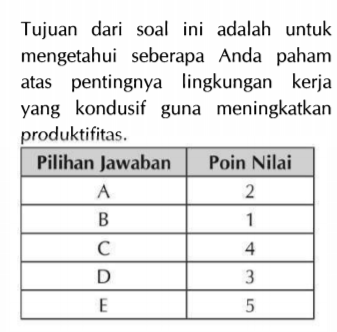 Tujuan dari soal ini adalah untuk
mengetahui seberapa Anda paham
atas pentingnya lingkungan kerja
yang kondusif guna meningkatkan
produktifitas.
Pilihan Jawaban Poin Nilai
A 2
B 1
C 4
D 3
E 5